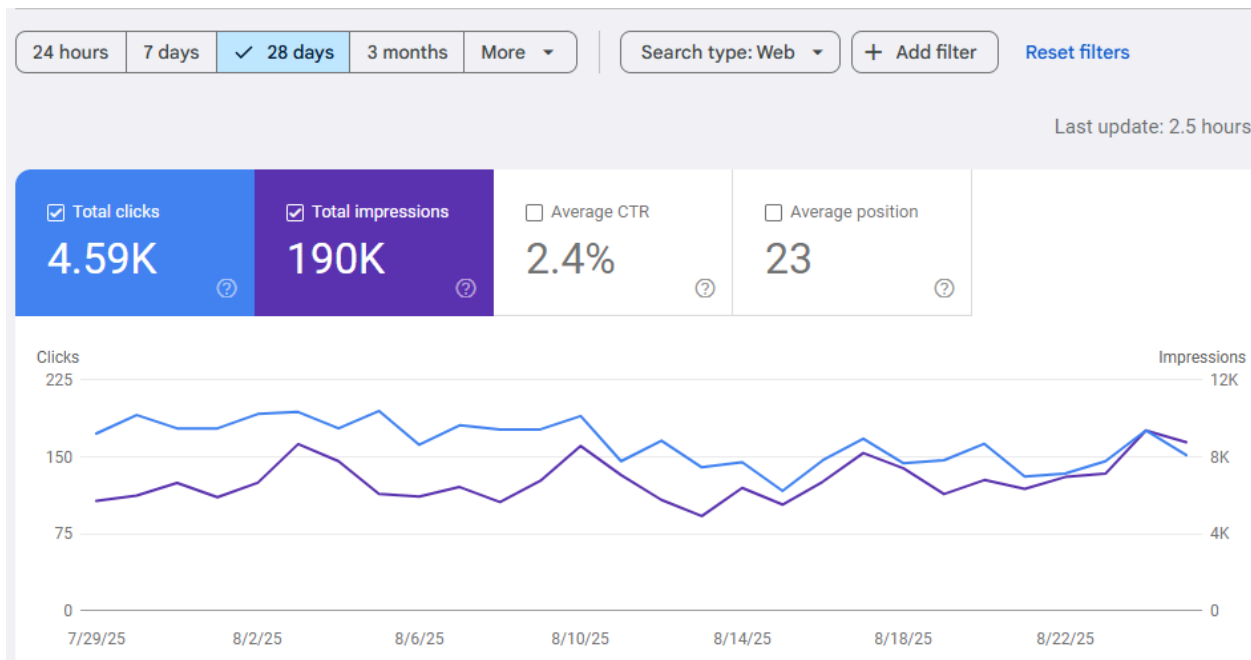 24 hours 7 days 28 days 3 months More Search type: Web + Add filter Reset filters
Last update: 2.5 hours
Total clicks Total impressions Average CTR Average position
4.59K 190K 2.4% 23
Clicks Impressions
225 12K
150 8K
75 4K
0 0
7/29/25 8/2/25 8/6/25 8/10/25 8/14/25 8/18/25 8/22/25